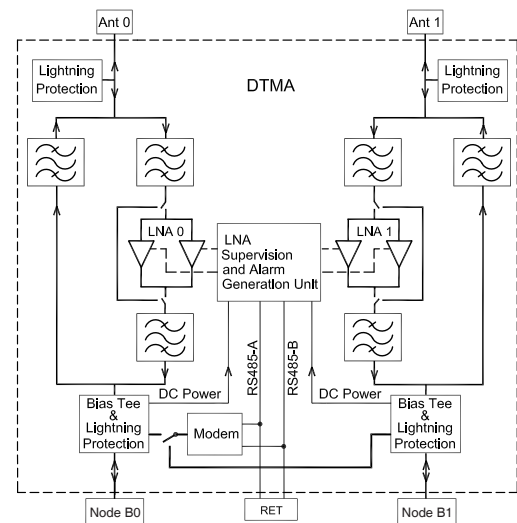 Ant 0
Ant 1
Lightning
Protection
DTMA
Lightning
Protection
LNA 0
LNA
Supervision
and Alarm
Generation Unit
LNA 1
RS485-A
RS485-B
DC Power
DC Power
Bias Tee
&
Lightning
Protection
Modem
Bias Tee
&
Lightning
Protection
Node B0
RET
Node B1